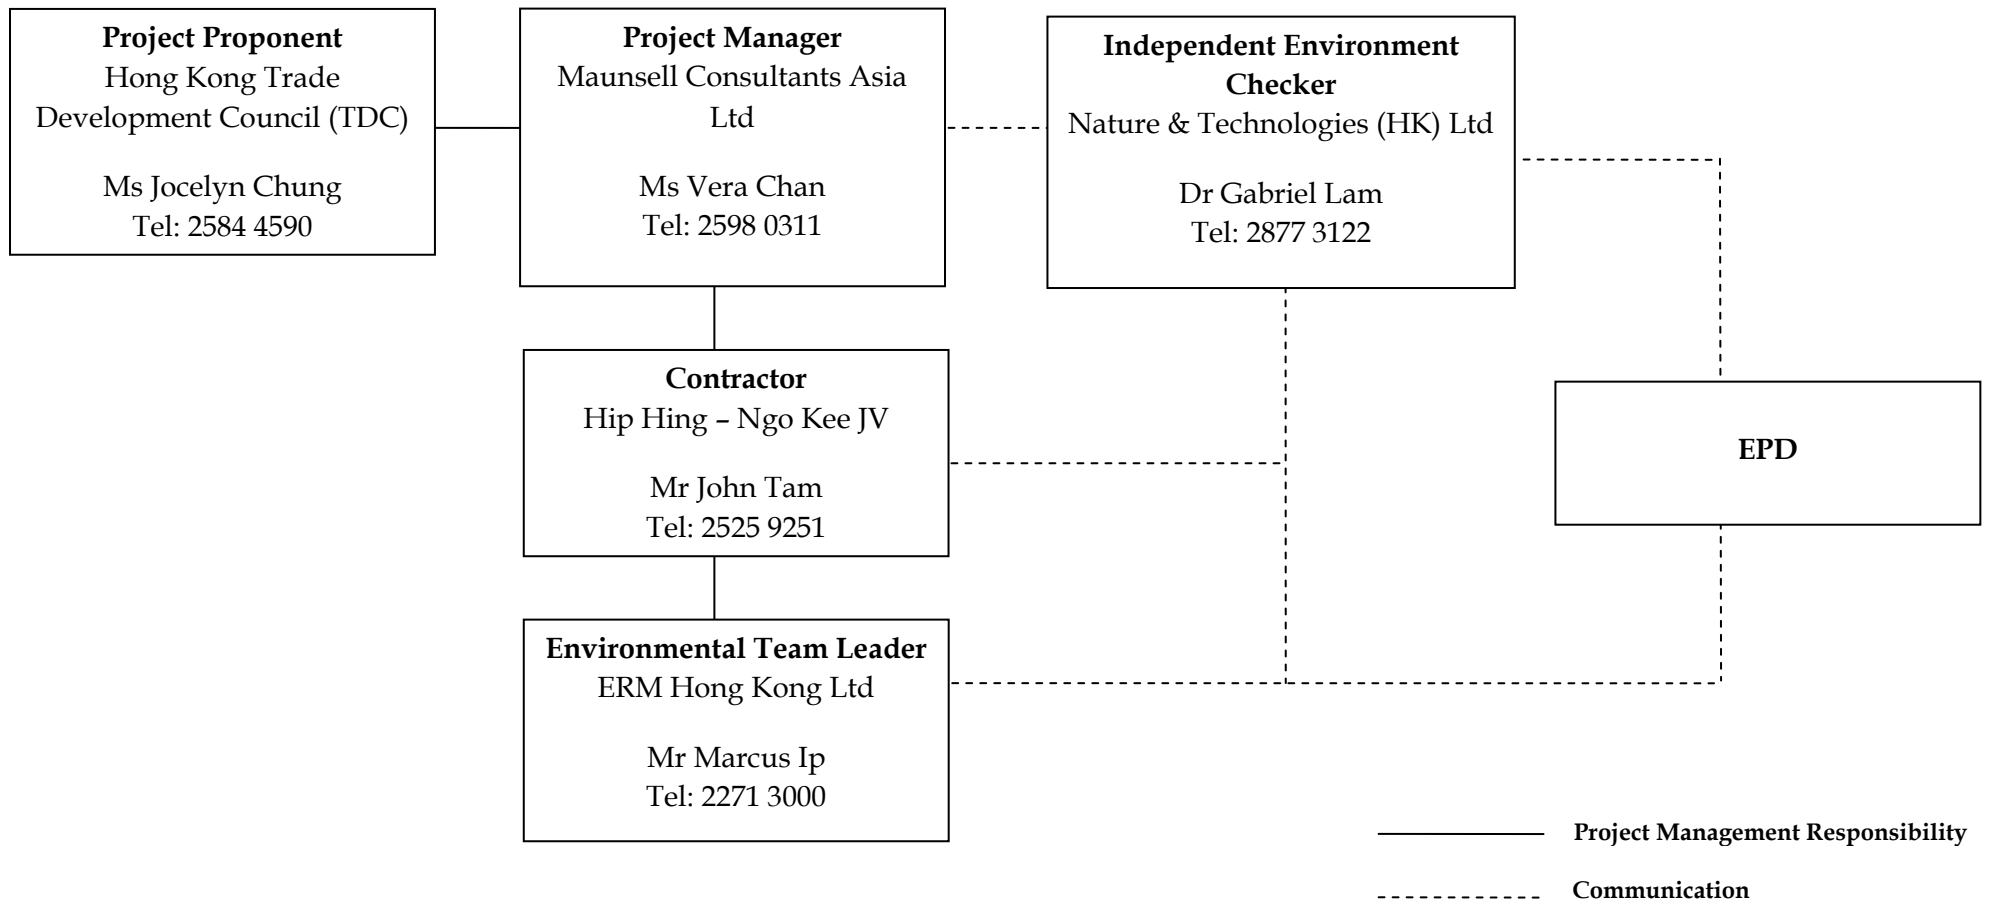 Project Proponent
Hong Kong Trade
Development Council (TDC)
Ms Jocelyn Chung
Tel: 2584 4590
Project Manager
Maunsell Consultants Asia
Ltd
Ms Vera Chan
Tel: 2598 0311
Independent Environment
Checker
Nature & Technologies (HK) Ltd
Dr Gabriel Lam
Tel: 2877 3122
Contractor
Hip Hing – Ngo Kee JV
Mr John Tam
Tel: 2525 9251
EPD
Environmental Team Leader
ERM Hong Kong Ltd
Mr Marcus Ip
Tel: 2271 3000
Project Management Responsibility
Communication